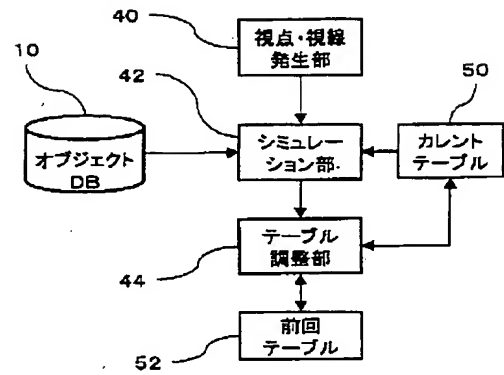 40
視点・視線
発生部
10
42
50
オブジェクト
DB
シミュレー
ション部
カレント
テーブル
44
テーブル
調整部
52
前回
テーブル